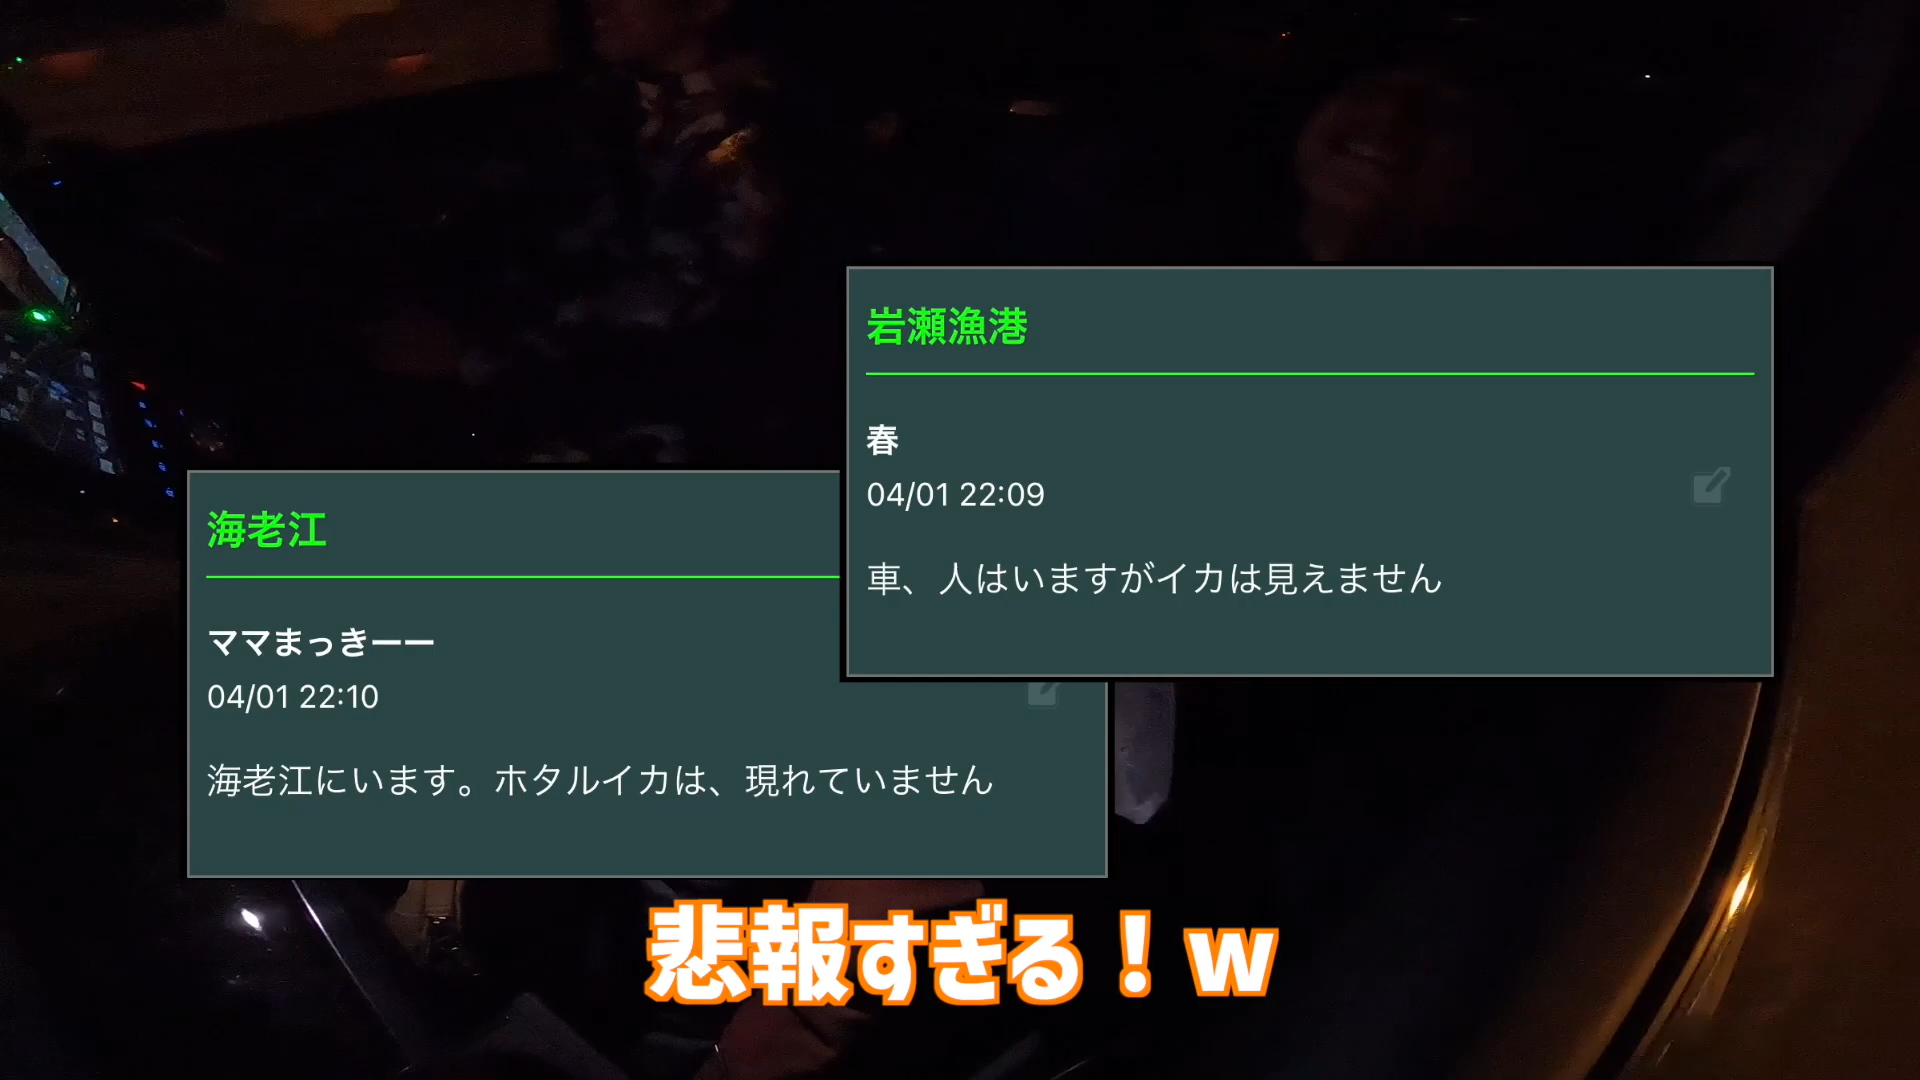 岩瀬漁港
春
04/01 22:09
車、人はいますがイカは見えません
海老江
ママまっきーー
04/01 22:10
海老江にいます。ホタルイカは、現れていません
悲報すぎる！w